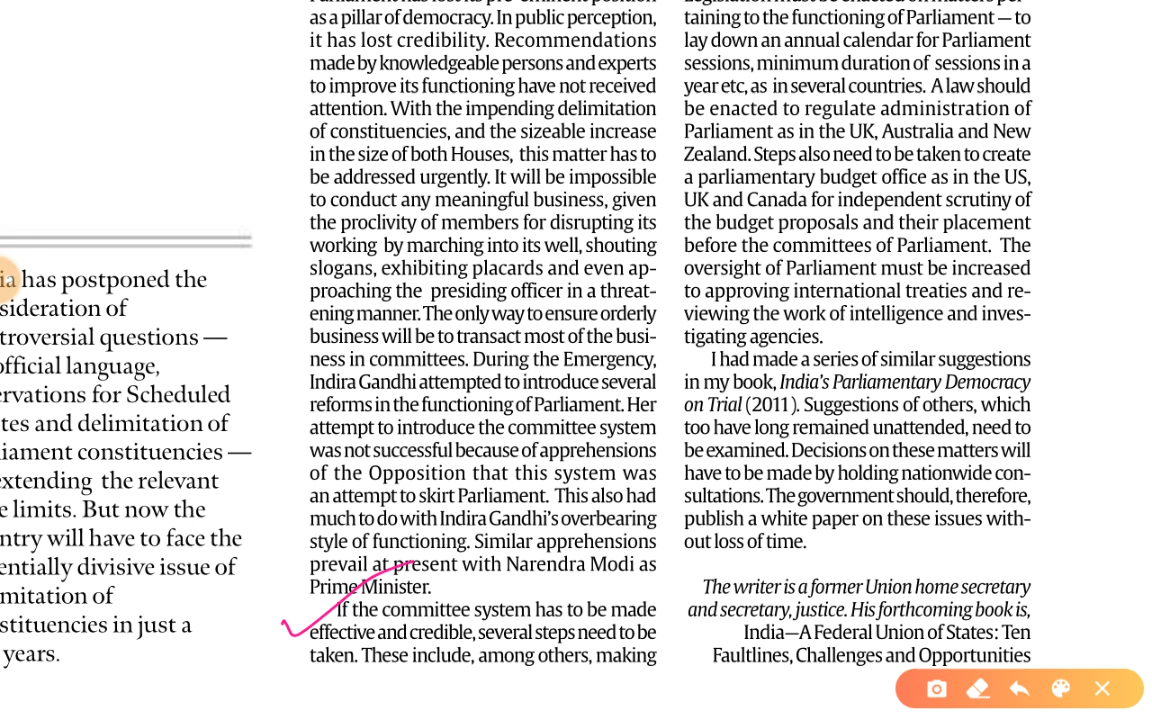 ia has postponed the
sideration of
troversial questions —
official language,
ervations for Scheduled
tes and delimitation of
liament constituencies —
extending the relevant
e limits. But now the
ntry will have to face the
entially divisive issue of
mitation of
stituencies in just a
years.
as a pillar of democracy. In public perception,
it has lost credibility. Recommendations
made by knowledgeable persons and experts
to improve its functioning have not received
attention. With the impending delimitation
of constituencies, and the sizeable increase
in the size of both Houses, this matter has to
be addressed urgently. It will be impossible
to conduct any meaningful business, given
the proclivity of members for disrupting its
working by marching into its well, shouting
slogans, exhibiting placards and even ap-
proaching the presiding officer in a threat-
ening manner. The only way to ensure orderly
business will be to transact most of the busi-
ness in committees. During the Emergency,
Indira Gandhi attempted to introduce several
reforms in the functioning of Parliament. Her
attempt to introduce the committee system
was not successful because of apprehensions
of the Opposition that this system was
an attempt to skirt Parliament. This also had
much to do with Indira Gandhi's overbearing
style of functioning. Similar apprehensions
prevail at present with Narendra Modi as
Prime Minister.
If the committee system has to be made
effective and credible, several steps need to be
taken. These include, among others, making
taining to the functioning of Parliament — to
lay down an annual calendar for Parliament
sessions, minimum duration of sessions in a
year etc, as in several countries. A law should
be enacted to regulate administration of
Parliament as in the UK, Australia and New
Zealand. Steps also need to be taken to create
a parliamentary budget office as in the US,
UK and Canada for independent scrutiny of
the budget proposals and their placement
before the committees of Parliament. The
oversight of Parliament must be increased
to approving international treaties and re-
viewing the work of intelligence and inves-
tigating agencies.
I had made a series of similar suggestions
in my book, India's Parliamentary Democracy
on Trial (2011). Suggestions of others, which
too have long remained unattended, need to
be examined. Decisions on these matters will
have to be made by holding nationwide con-
sultations. The government should, therefore,
publish a white paper on these issues with-
out loss of time.
The writer is a former Union home secretary
and secretary, justice. His forthcoming book is,
India—A Federal Union of States: Ten
Faultlines, Challenges and Opportunities